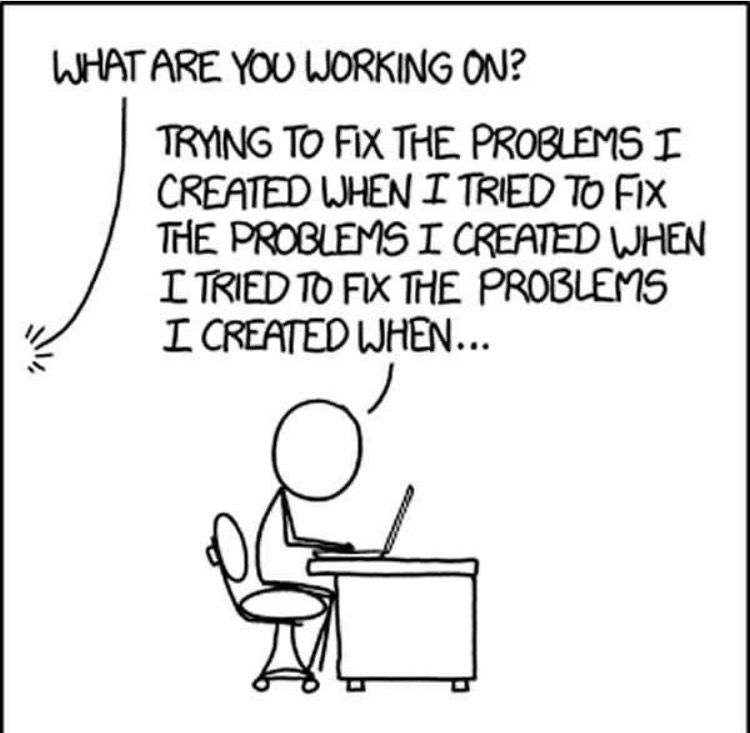 WHAT ARE YOU WORKING ON?
TRYING TO FIX THE PROBLEMS I
CREATED WHEN I TRIED TO FIX
THE PROBLEMS I CREATED WHEN
I TRIED TO FIX THE PROBLEMS
I CREATED WHEN...